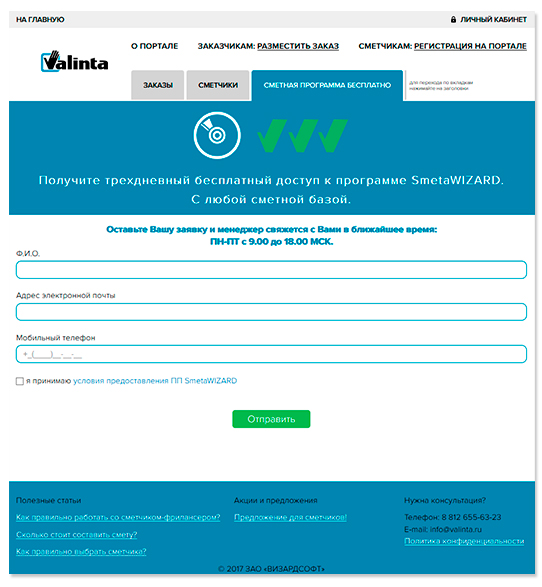 НА ГЛАВНУЮ
ЛИЧНЫЙ КАБИНЕТ
Valinta
О ПОРТАЛЕ
ЗАКАЗЧИКАМ: РАЗМЕСТИТЬ ЗАКАЗ
СМЕТЧИКАМ: РЕГИСТРАЦИЯ НА ПОРТАЛЕ
ЗАКАЗЫ
СМЕТЧИКИ
СМЕТНАЯ ПРОГРАММА БЕСПЛАТНО
для перехода по вкладкам
нажимайте на заголовки
Получите трехдневный бесплатный доступ к программе SmetaWIZARD.
С любой сметной базой.
Оставьте Вашу заявку и менеджер свяжется с Вами в ближайшее время:
ПН-ПТ с 9.00 до 18.00 МСК.
Ф.И.О.
Адрес электронной почты
Мобильный телефон
+_(___)__-__-__
я принимаю условия предоставления ПП SmetaWIZARD
Отправить
Полезные статьи
Как правильно работать со сметчиком-фрилансером?
Сколько стоит составить смету?
Как правильно выбрать сметчика?
Акции и предложения
Предложение для сметчиков!
Нужна консультация?
Телефон: 8 812 655-63-23
E-mail: info@valinta.ru
Политика конфиденциальности
© 2017 ЗАО «ВИЗАРДСОФТ»